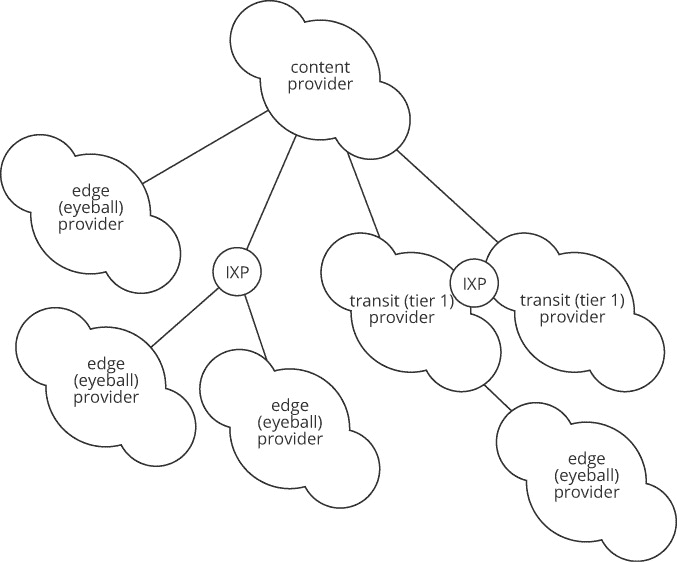 content
provider
edge
(eyeball)
provider
IXP
IXP
transit (tier 1)
provider
transit (tier 1)
provider
edge
(eyeball)
provider
edge
(eyeball)
provider
edge
(eyeball)
provider